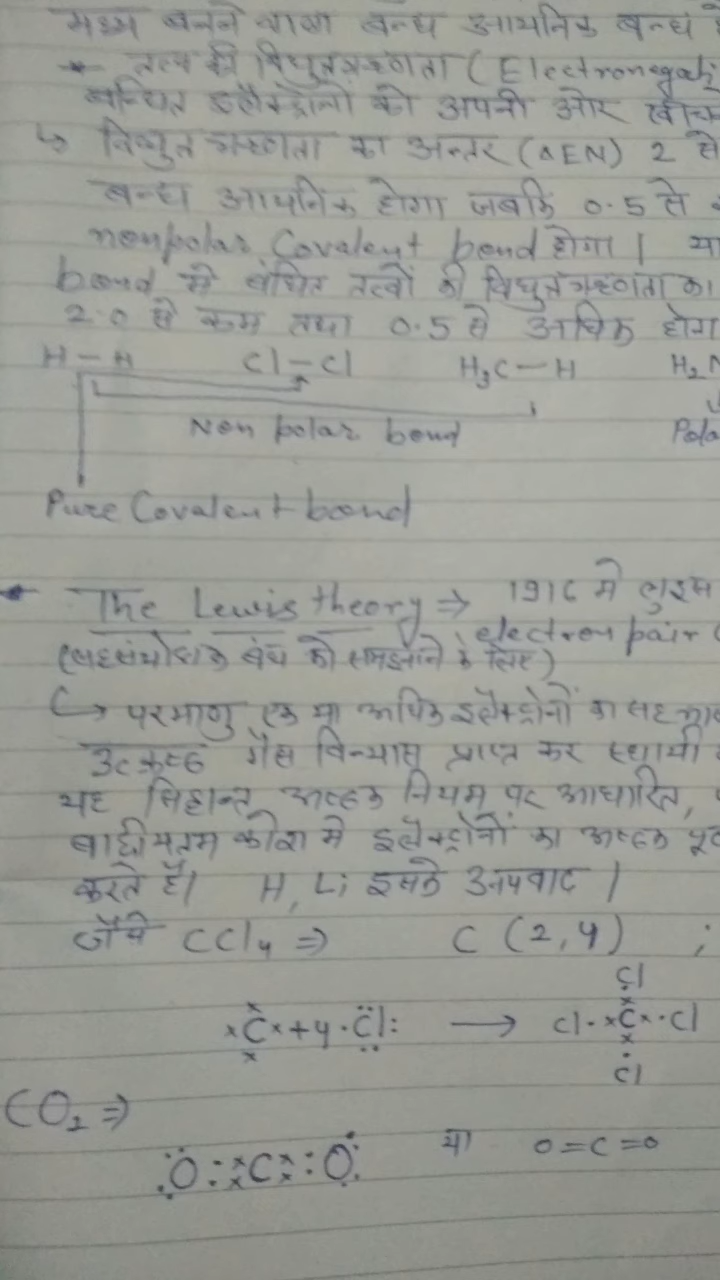 मध्य बनने वाला बन्ध आयनिक बन्ध
* तत्व की विधुतऋणता (Electronegati
बन्धित इलैक्ट्रोनों को अपनी ओर खींच
↳ विधुत ऋणता का अन्तर (ΔEN) 2 से
बन्ध आयनिक होगा जबकि 0.5 से
nonpolar Covalent bond होगा । या
bond मे बंधित तत्वों की विधुतऋणता का
2.0 से कम तथा 0.5 से अधिक होगा
H – H Cl – Cl H₃C – H H₂N
Non polar bond Pola
Pure Covalent bond
* The Lewis theory ⇒ 1916 मे लुइस
electron pair
(सहसंयोजक बंध को समझाने के लिए)
↳ परमाणु एक या अधिक इलैक्ट्रोनों का सह
उत्कृष्ट गैस विन्यास प्राप्त कर स्थायी
यह सिद्धान्त अष्टक नियम पर आधारित,
बाहीयतम कोश मे इलैक्ट्रोनों का अष्टक पू
करते है। H, Li इसके अपवाद ।
जैसे CCl₄ ⇒ C (2,4) ;
Cl
×C× + 4 ·Cl: ⟶ Cl · ×C× · Cl
Cl
CO₂ ⇒
:O::C::O: या O=C=O